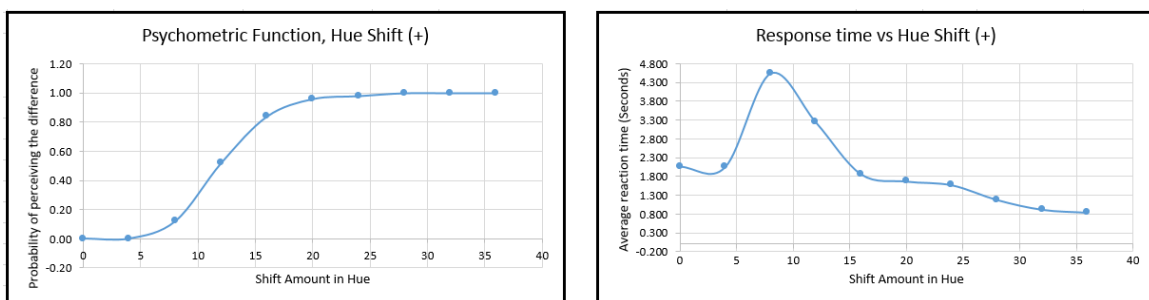 Psychometric Function, Hue Shift (+)
Probability of perceiving the difference
1.20
1.00
0.80
0.60
0.40
0.20
0.00
-0.20
0 5 10 15 20 25 30 35 40
Shift Amount in Hue
Response time vs Hue Shift (+)
Average reaction time (Seconds)
4.800
4.300
3.800
3.300
2.800
2.300
1.800
1.300
0.800
0.300
-0.200
0 5 10 15 20 25 30 35 40
Shift Amount in Hue